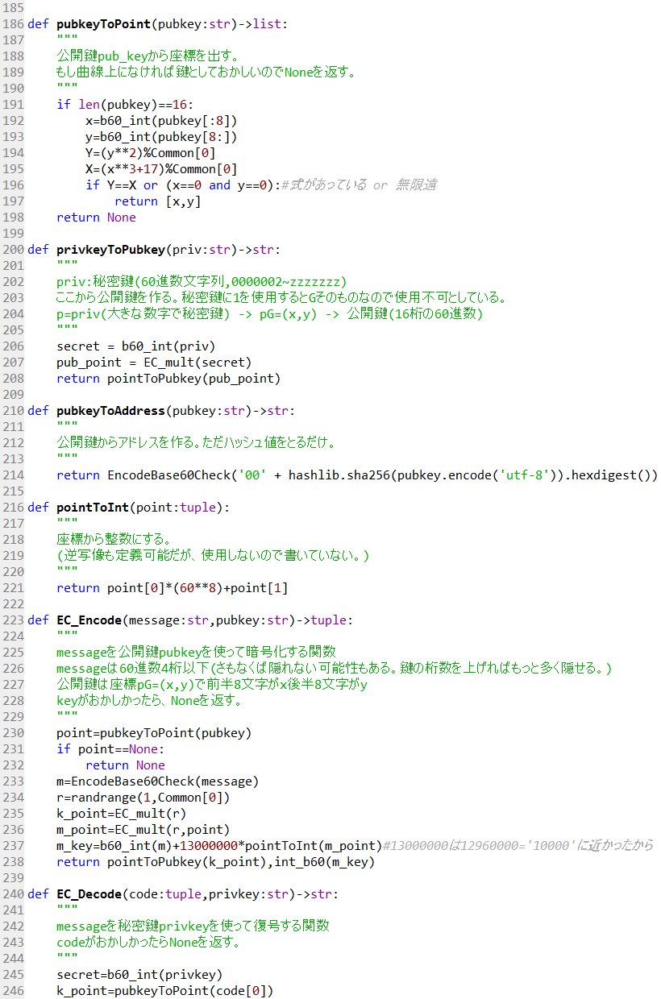 185
186 def pubkeyToPoint(pubkey:str)->list:
187     """
188     公開鍵pub_keyから座標を出す。
189     もし曲線上になければ鍵としておかしいのでNoneを返す。
190     """
191     if len(pubkey)==16:
192         x=b60_int(pubkey[:8])
193         y=b60_int(pubkey[8:])
194         Y=(y**2)%Common[0]
195         X=(x**3+17)%Common[0]
196         if Y==X or (x==0 and y==0):#式があっている or 無限遠
197             return [x,y]
198     return None
199
200 def privkeyToPubkey(priv:str)->str:
201     """
202     priv:秘密鍵(60進数文字列,0000002~zzzzzzz)
203     ここから公開鍵を作る。秘密鍵に1を使用するとGそのものなので使用不可としている。
204     p=priv(大きな数字で秘密鍵) -> pG=(x,y) -> 公開鍵(16桁の60進数)
205     """
206     secret = b60_int(priv)
207     pub_point = EC_mult(secret)
208     return pointToPubkey(pub_point)
209
210 def pubkeyToAddress(pubkey:str)->str:
211     """
212     公開鍵からアドレスを作る。ただハッシュ値をとるだけ。
213     """
214     return EncodeBase60Check('00' + hashlib.sha256(pubkey.encode('utf-8')).hexdigest())
215
216 def pointToInt(point:tuple):
217     """
218     座標から整数にする。
219     (逆写像も定義可能だが、使用しないので書いていない。)
220     """
221     return point[0]*(60**8)+point[1]
222
223 def EC_Encode(message:str,pubkey:str)->tuple:
224     """
225     messageを公開鍵pubkeyを使って暗号化する関数
226     messageは60進数4桁以下(さもなくば隠れない可能性もある。鍵の桁数を上げればもっと多く隠せる。)
227     公開鍵は座標pG=(x,y)で前半8文字がx後半8文字がy
228     keyがおかしかったら、Noneを返す。
229     """
230     point=pubkeyToPoint(pubkey)
231     if point==None:
232         return None
233     m=EncodeBase60Check(message)
234     r=randrange(1,Common[0])
235     k_point=EC_mult(r)
236     m_point=EC_mult(r,point)
237     m_key=b60_int(m)+13000000*pointToInt(m_point)#13000000は12960000='10000'に近かったから
238     return pointToPubkey(k_point),int_b60(m_key)
239
240 def EC_Decode(code:tuple,privkey:str)->str:
241     """
242     messageを秘密鍵privkeyを使って復号する関数
243     codeがおかしかったらNoneを返す。
244     """
245     secret=b60_int(privkey)
246     k_point=pubkeyToPoint(code[0])